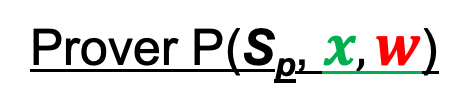 Prover P(Sₚ, x, w)